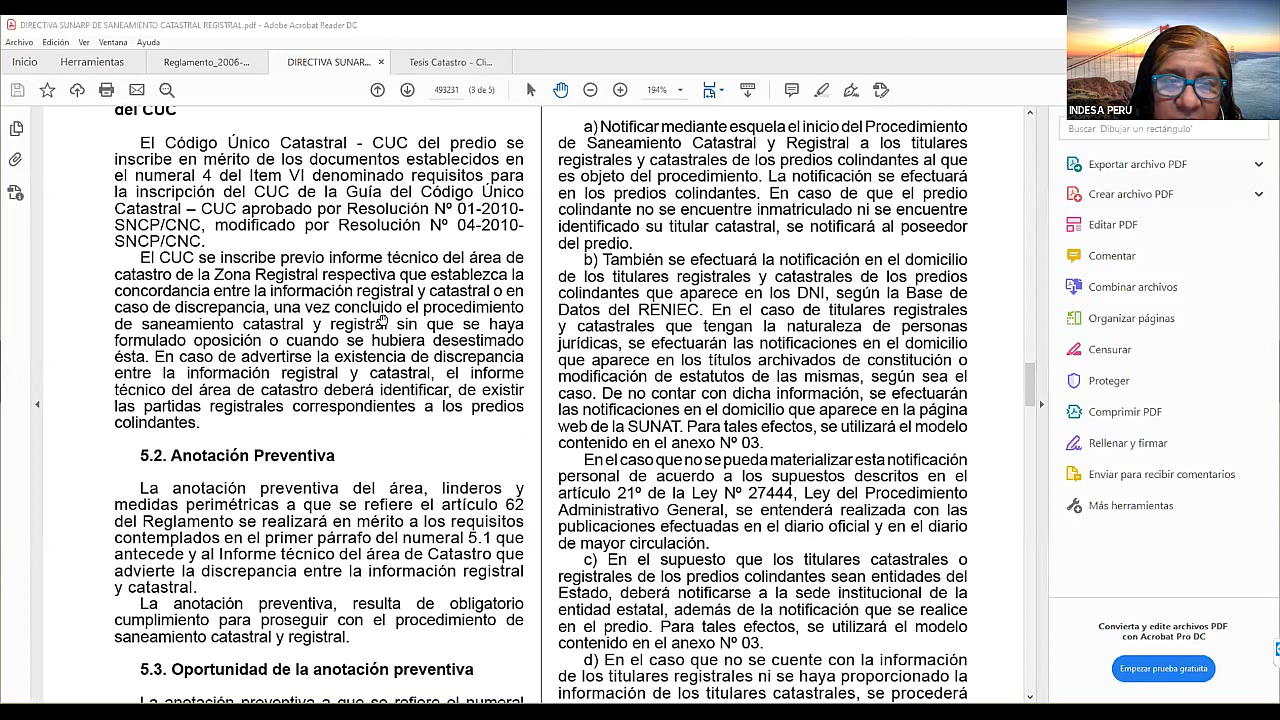 DIRECTIVA SUNARP DE SANEAMIENTO CATASTRAL REGISTRAL.pdf - Adobe Acrobat Reader DC
Archivo Edición Ver Ventana Ayuda
Inicio Herramientas Reglamento_2006-... DIRECTIVA SUNAR... × Tesis Catastro - Cli...
493231 (3 de 5) 194%
INDESA PERU
del CUC
El Código Único Catastral - CUC del predio se
inscribe en mérito de los documentos establecidos en
el numeral 4 del Item VI denominado requisitos para
la inscripción del CUC de la Guía del Código Único
Catastral – CUC aprobado por Resolución Nº 01-2010-
SNCP/CNC, modificado por Resolución Nº 04-2010-
SNCP/CNC.
El CUC se inscribe previo informe técnico del área de
catastro de la Zona Registral respectiva que establezca la
concordancia entre la información registral y catastral o en
caso de discrepancia, una vez concluido el procedimiento
de saneamiento catastral y registral sin que se haya
formulado oposición o cuando se hubiera desestimado
ésta. En caso de advertirse la existencia de discrepancia
entre la información registral y catastral, el informe
técnico del área de catastro deberá identificar, de existir
las partidas registrales correspondientes a los predios
colindantes.
5.2. Anotación Preventiva
La anotación preventiva del área, linderos y
medidas perimétricas a que se refiere el artículo 62
del Reglamento se realizará en mérito a los requisitos
contemplados en el primer párrafo del numeral 5.1 que
antecede y al Informe técnico del área de Catastro que
advierte la discrepancia entre la información registral
y catastral.
La anotación preventiva, resulta de obligatorio
cumplimiento para proseguir con el procedimiento de
saneamiento catastral y registral.
5.3. Oportunidad de la anotación preventiva
La anotación preventiva a que se refiere el numeral
a) Notificar mediante esquela el inicio del Procedimiento
de Saneamiento Catastral y Registral a los titulares
registrales y catastrales de los predios colindantes al que
es objeto del procedimiento. La notificación se efectuará
en los predios colindantes. En caso de que el predio
colindante no se encuentre inmatriculado ni se encuentre
identificado su titular catastral, se notificará al poseedor
del predio.
b) También se efectuará la notificación en el domicilio
de los titulares registrales y catastrales de los predios
colindantes que aparece en los DNI, según la Base de
Datos del RENIEC. En el caso de titulares registrales
y catastrales que tengan la naturaleza de personas
jurídicas, se efectuarán las notificaciones en el domicilio
que aparece en los títulos archivados de constitución o
modificación de estatutos de las mismas, según sea el
caso. De no contar con dicha información, se efectuarán
las notificaciones en el domicilio que aparece en la página
web de la SUNAT. Para tales efectos, se utilizará el modelo
contenido en el anexo Nº 03.
En el caso que no se pueda materializar esta notificación
personal de acuerdo a los supuestos descritos en el
artículo 21º de la Ley Nº 27444, Ley del Procedimiento
Administrativo General, se entenderá realizada con las
publicaciones efectuadas en el diario oficial y en el diario
de mayor circulación.
c) En el supuesto que los titulares catastrales o
registrales de los predios colindantes sean entidades del
Estado, deberá notificarse a la sede institucional de la
entidad estatal, además de la notificación que se realice
en el predio. Para tales efectos, se utilizará el modelo
contenido en el anexo Nº 03.
d) En el caso que no se cuente con la información
de los titulares registrales ni se haya proporcionado la
información de los titulares catastrales, se procederá
Buscar 'Dibujar un rectángulo'
Exportar archivo PDF
Crear archivo PDF
Editar PDF
Comentar
Combinar archivos
Organizar páginas
Censurar
Proteger
Comprimir PDF
Rellenar y firmar
Enviar para recibir comentarios
Más herramientas
Convierta y edite archivos PDF
con Acrobat Pro DC
Empezar prueba gratuita